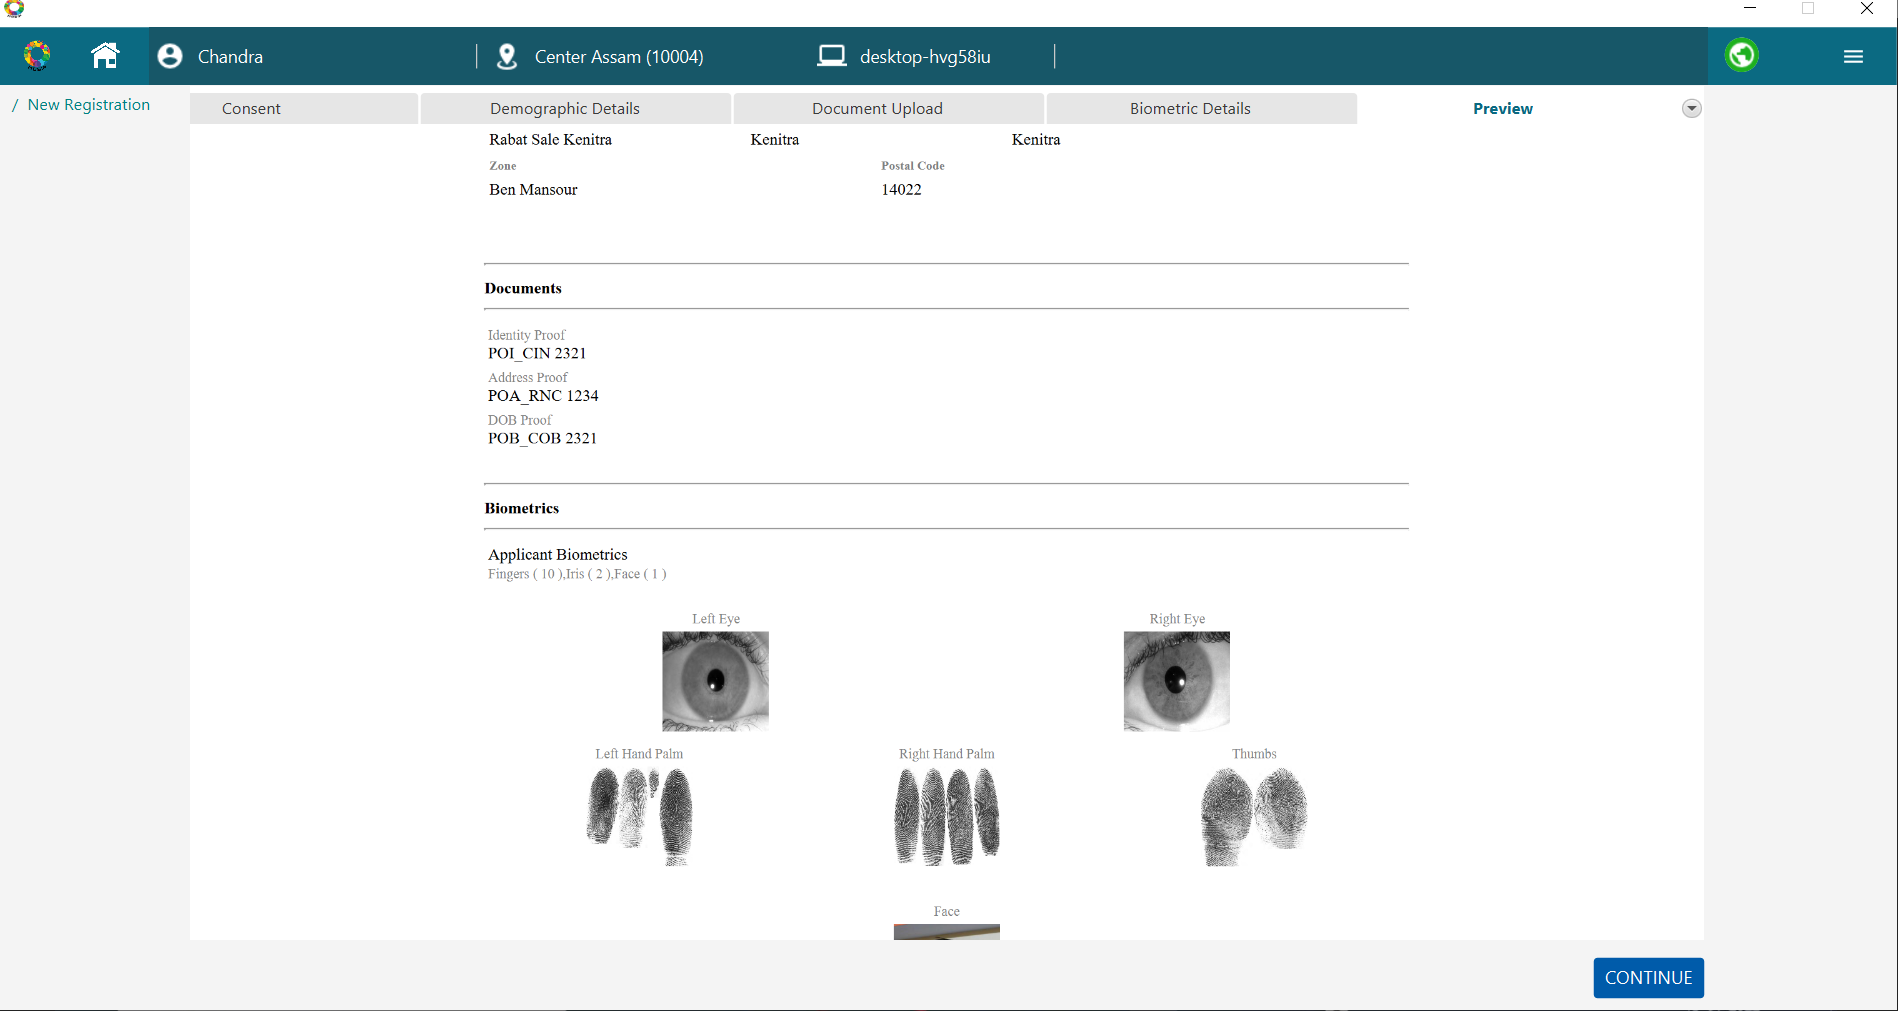 Chandra
Center Assam (10004)
desktop-hvg58iu
/ New Registration
Consent
Demographic Details
Document Upload
Biometric Details
Preview
Rabat Sale Kenitra
Kenitra
Kenitra
Zone
Postal Code
Ben Mansour
14022
Documents
Identity Proof
POI_CIN 2321
Address Proof
POA_RNC 1234
DOB Proof
POB_COB 2321
Biometrics
Applicant Biometrics
Fingers ( 10 ),Iris ( 2 ),Face ( 1 )
Left Eye
Right Eye
Left Hand Palm
Right Hand Palm
Thumbs
Face
CONTINUE